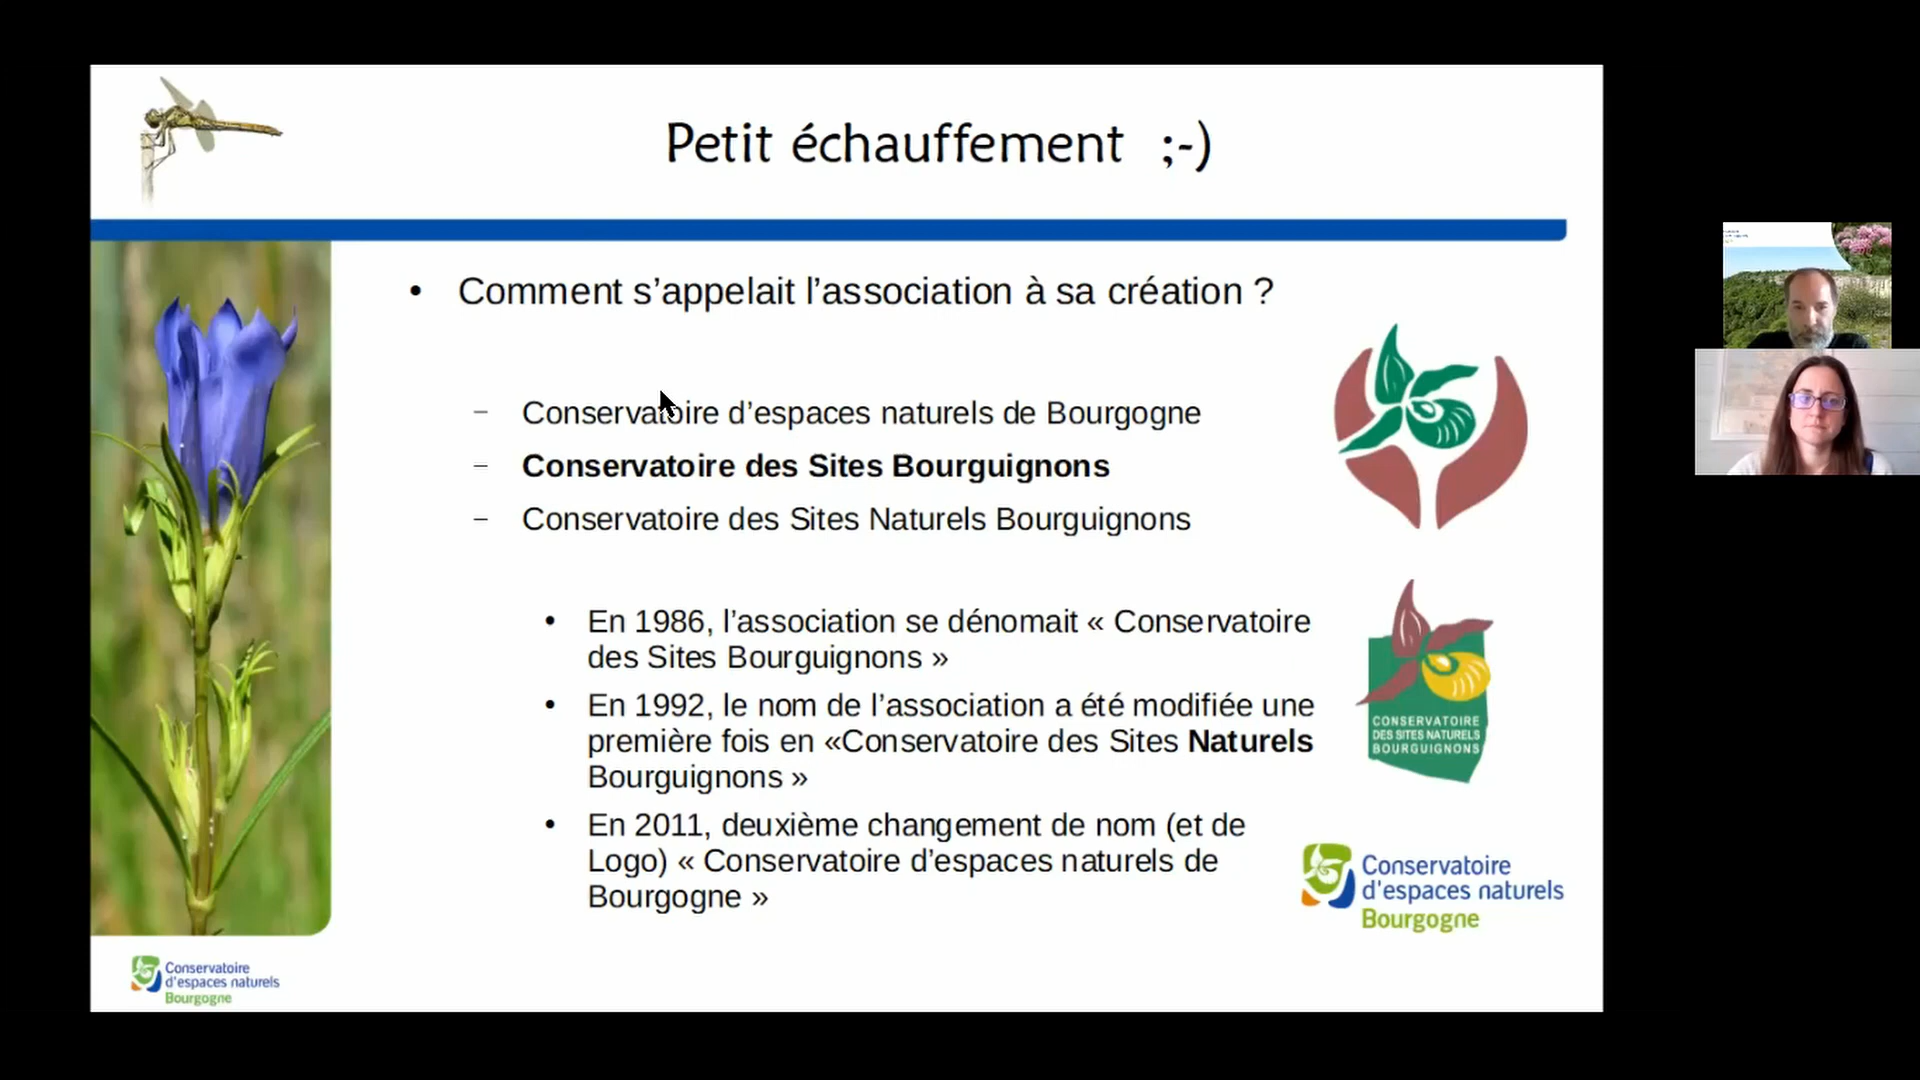 Petit échauffement ;-)
• Comment s’appelait l’association à sa création ?
– Conservatoire d’espaces naturels de Bourgogne
– Conservatoire des Sites Bourguignons
– Conservatoire des Sites Naturels Bourguignons
• En 1986, l’association se dénomait « Conservatoire
des Sites Bourguignons »
• En 1992, le nom de l’association a été modifiée une
première fois en «Conservatoire des Sites Naturels
Bourguignons »
• En 2011, deuxième changement de nom (et de
Logo) « Conservatoire d’espaces naturels de
Bourgogne »
CONSERVATOIRE
DES SITES NATURELS
BOURGUIGNONS
Conservatoire
d'espaces naturels
Bourgogne
Conservatoire
d'espaces naturels
Bourgogne